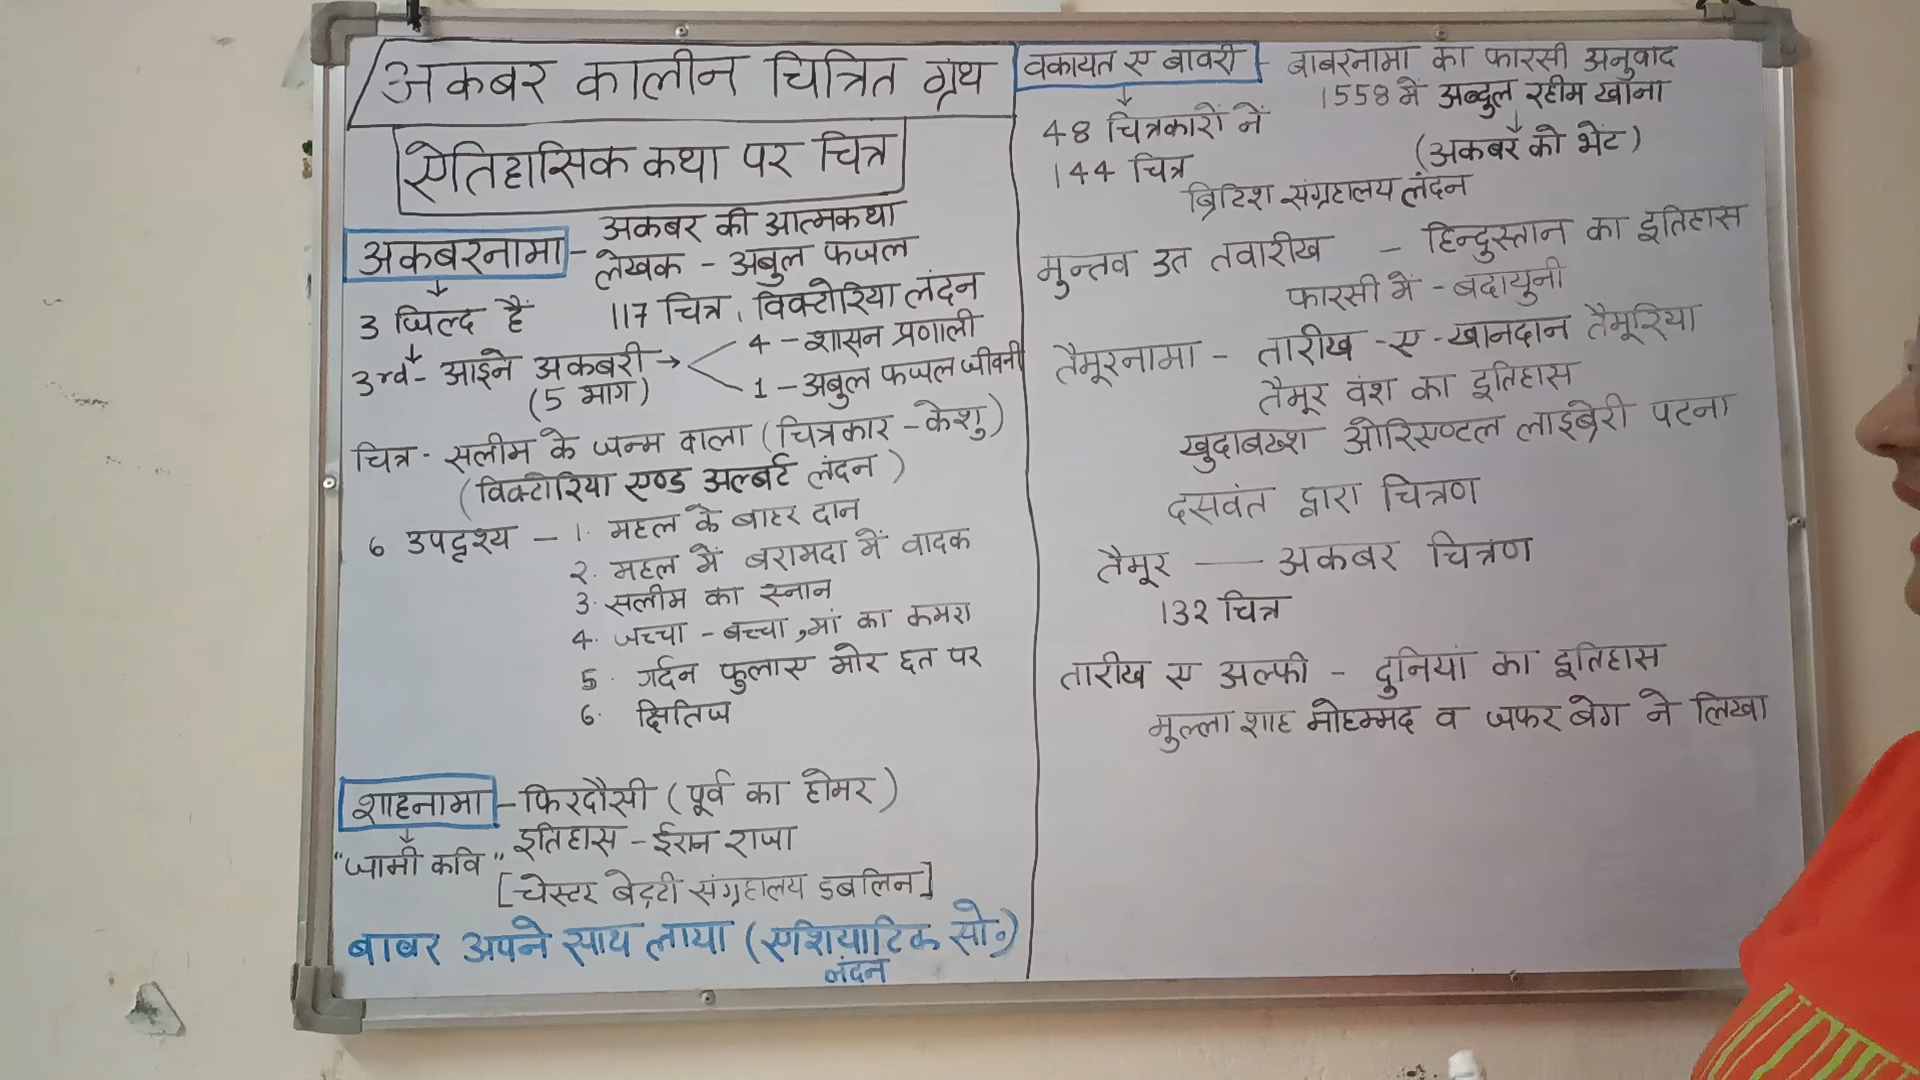 अकबर कालीन चित्रित ग्रंथ
ऐतिहासिक कथा पर चित्र
अकबरनामा - अकबर की आत्मकथा
लेखक - अबुल फजल
↓
3 जिल्द हैं
117 चित्र, विक्टोरिया लंदन
↓
3rd - आइने अकबरी → 4 - शासन प्रणाली
(5 भाग) 1 - अबुल फजल जीवनी
चित्र - सलीम के जन्म वाला (चित्रकार - केशु)
(विक्टोरिया एण्ड अल्बर्ट लंदन)
6 उपदृश्य - 1. महल के बाहर दान
2. महल में बरामदा में वादक
3. सलीम का स्नान
4. जच्चा - बच्चा, मां का कमरा
5. गर्दन फुलाए मोर छत पर
6. क्षितिज
शाहनामा - फिरदौसी (पूर्व का होमर)
↓
इतिहास - ईरान राजा
"जामी कवि"
[चेस्टर बेट्टी संग्रहालय डबलिन]
बाबर अपने साथ लाया (एशियाटिक सो॰)
लंदन
वकायत ए बावरी - बाबरनामा का फारसी अनुवाद
1558 में अब्दुल रहीम खाना
↓
(अकबर को भेंट)
↓
48 चित्रकारों नें
144 चित्र
ब्रिटिश संग्रहालय लंदन
मुन्तव उत तवारीख - हिन्दुस्तान का इतिहास
फारसी में - बदायुनी
तैमूरनामा - तारीख - ए - खानदान तैमूरिया
तैमूर वंश का इतिहास
खुदाबख्श ओरिएण्टल लाइब्रेरी पटना
दसवंत द्वारा चित्रण
तैमूर — अकबर चित्रण
132 चित्र
तारीख ए अल्फी - दुनियां का इतिहास
मुल्ला शाह मोहम्मद व जफर बेग ने लिखा